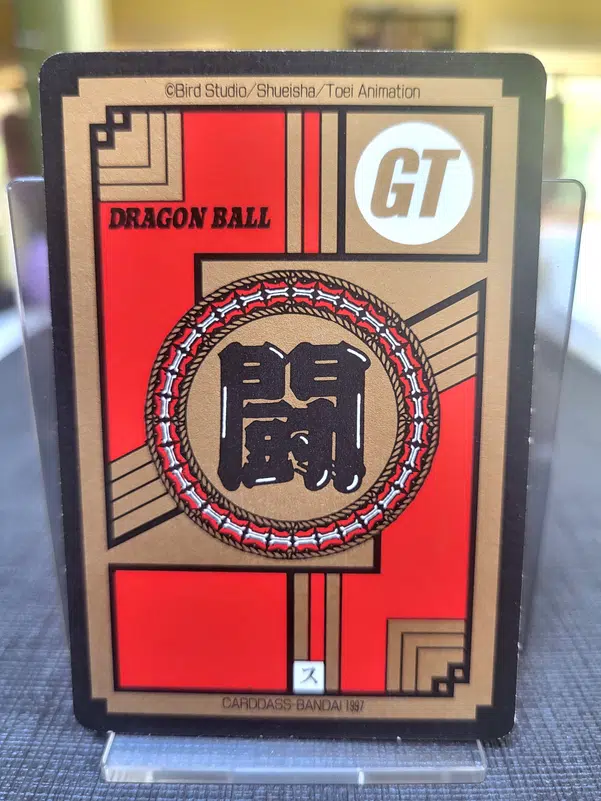 ©Bird Studio/Shueisha/Toei Animation
GT
DRAGON BALL
闘
ス
CARDDASS BANDAI 1997